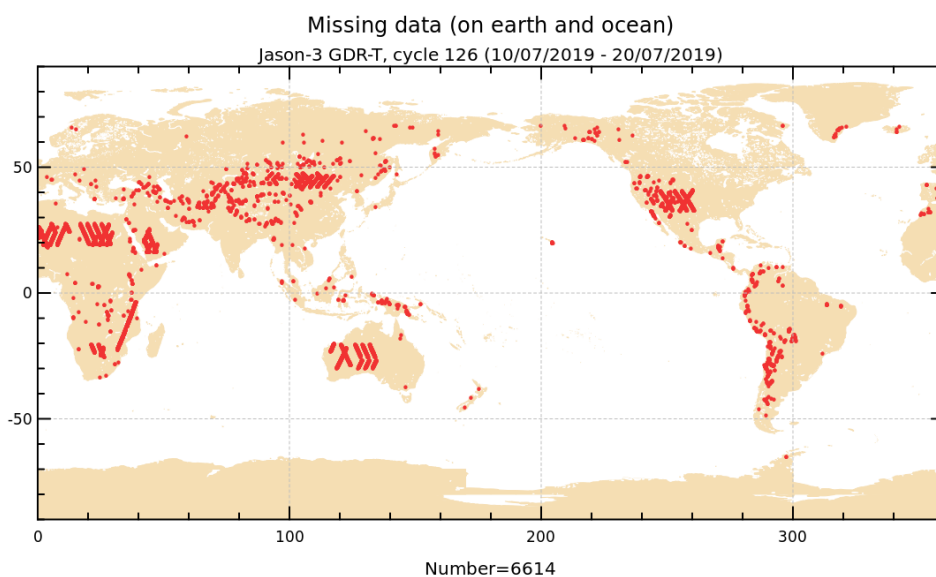 Missing data (on earth and ocean)
Jason-3 GDR-T, cycle 126 (10/07/2019 - 20/07/2019)
50
0
-50
0 100 200 300
Number=6614